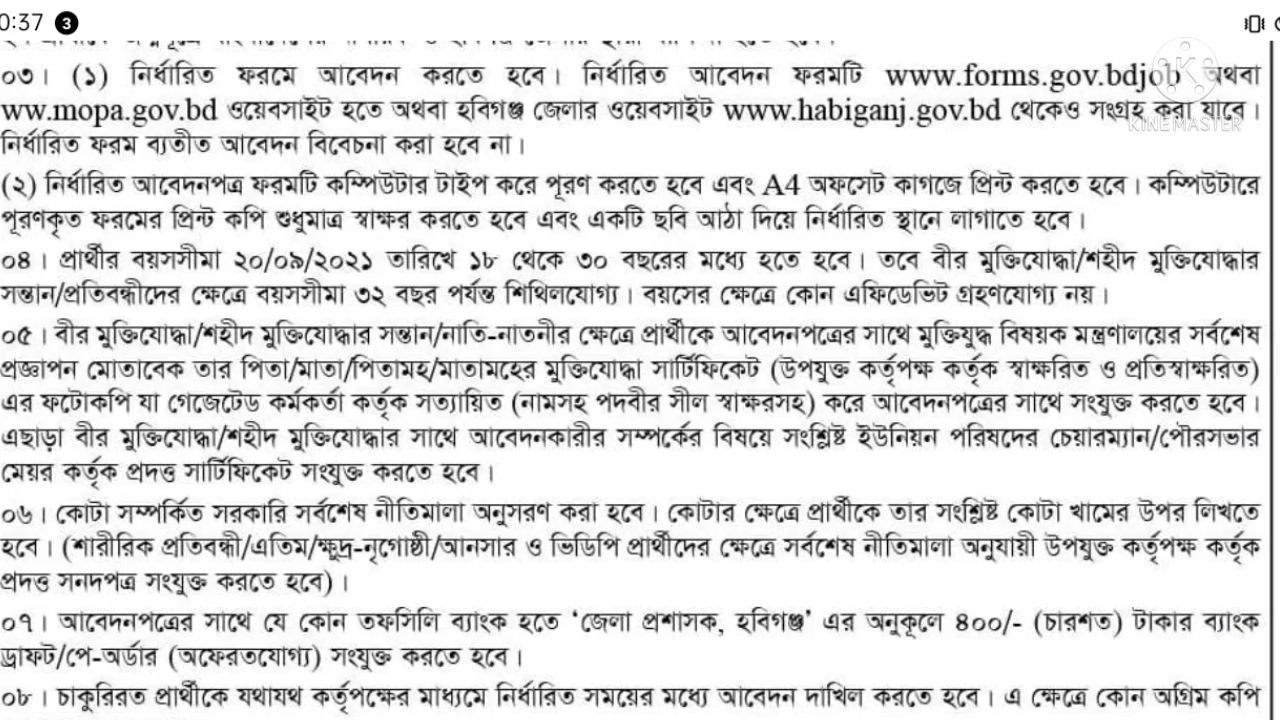 0:37 3
০৩। (১) নির্ধারিত ফরমে আবেদন করতে হবে। নির্ধারিত আবেদন ফরমটি www.forms.gov.bdjob অথবা
ww.mopa.gov.bd ওয়েবসাইট হতে অথবা হবিগঞ্জ জেলার ওয়েবসাইট www.habiganj.gov.bd থেকেও সংগ্রহ করা যাবে।
KINEMASTER
নির্ধারিত ফরম ব্যতীত আবেদন বিবেচনা করা হবে না।
(২) নির্ধারিত আবেদনপত্র ফরমটি কম্পিউটার টাইপ করে পূরণ করতে হবে এবং A4 অফসেট কাগজে প্রিন্ট করতে হবে। কম্পিউটারে
পূরণকৃত ফরমের প্রিন্ট কপি শুধুমাত্র স্বাক্ষর করতে হবে এবং একটি ছবি আঠা দিয়ে নির্ধারিত স্থানে লাগাতে হবে।
০৪। প্রার্থীর বয়সসীমা ২০/০৯/২০২১ তারিখে ১৮ থেকে ৩০ বছরের মধ্যে হতে হবে। তবে বীর মুক্তিযোদ্ধা/শহীদ মুক্তিযোদ্ধার
সন্তান/প্রতিবন্ধীদের ক্ষেত্রে বয়সসীমা ৩২ বছর পর্যন্ত শিথিলযোগ্য। বয়সের ক্ষেত্রে কোন এফিডেভিট গ্রহণযোগ্য নয়।
০৫। বীর মুক্তিযোদ্ধা/শহীদ মুক্তিযোদ্ধার সন্তান/নাতি-নাতনীর ক্ষেত্রে প্রার্থীকে আবেদনপত্রের সাথে মুক্তিযুদ্ধ বিষয়ক মন্ত্রণালয়ের সর্বশেষ
প্রজ্ঞাপন মোতাবেক তার পিতা/মাতা/পিতামহ/মাতামহের মুক্তিযোদ্ধা সার্টিফিকেট (উপযুক্ত কর্তৃপক্ষ কর্তৃক স্বাক্ষরিত ও প্রতিস্বাক্ষরিত)
এর ফটোকপি যা গেজেটেড কর্মকর্তা কর্তৃক সত্যায়িত (নামসহ পদবীর সীল স্বাক্ষরসহ) করে আবেদনপত্রের সাথে সংযুক্ত করতে হবে।
এছাড়া বীর মুক্তিযোদ্ধা/শহীদ মুক্তিযোদ্ধার সাথে আবেদনকারীর সম্পর্কের বিষয়ে সংশ্লিষ্ট ইউনিয়ন পরিষদের চেয়ারম্যান/পৌরসভার
মেয়র কর্তৃক প্রদত্ত সার্টিফিকেট সংযুক্ত করতে হবে।
০৬। কোটা সম্পর্কিত সরকারি সর্বশেষ নীতিমালা অনুসরণ করা হবে। কোটার ক্ষেত্রে প্রার্থীকে তার সংশ্লিষ্ট কোটা খামের উপর লিখতে
হবে। (শারীরিক প্রতিবন্ধী/এতিম/ক্ষুদ্র-নৃগোষ্ঠী/আনসার ও ভিডিপি প্রার্থীদের ক্ষেত্রে সর্বশেষ নীতিমালা অনুযায়ী উপযুক্ত কর্তৃপক্ষ কর্তৃক
প্রদত্ত সনদপত্র সংযুক্ত করতে হবে)।
০৭। আবেদনপত্রের সাথে যে কোন তফসিলি ব্যাংক হতে ‘জেলা প্রশাসক, হবিগঞ্জ’ এর অনুকূলে ৪০০/- (চারশত) টাকার ব্যাংক
ড্রাফট/পে-অর্ডার (অফেরতযোগ্য) সংযুক্ত করতে হবে।
০৮। চাকুরিরত প্রার্থীকে যথাযথ কর্তৃপক্ষের মাধ্যমে নির্ধারিত সময়ের মধ্যে আবেদন দাখিল করতে হবে। এ ক্ষেত্রে কোন অগ্রিম কপি